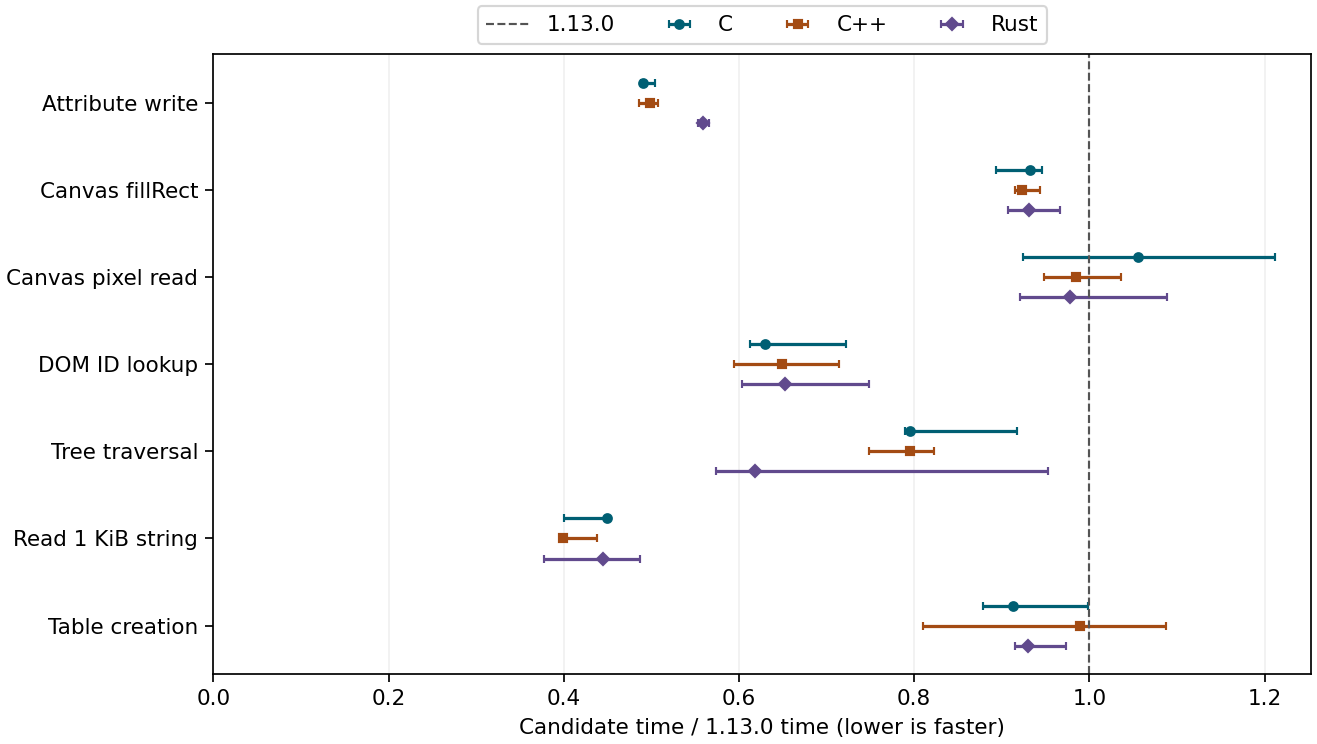 1.13.0 C C++ Rust
Attribute write
Canvas fillRect
Canvas pixel read
DOM ID lookup
Tree traversal
Read 1 KiB string
Table creation
0.0 0.2 0.4 0.6 0.8 1.0 1.2
Candidate time / 1.13.0 time (lower is faster)